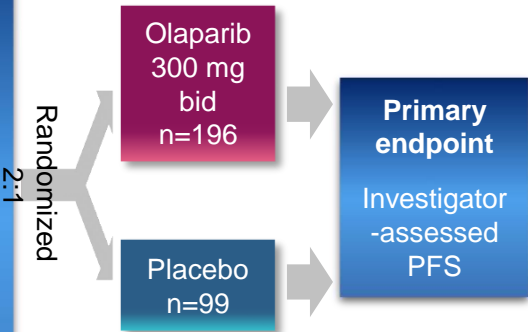 Randomized
2:1
Olaparib
300 mg
bid
n=196
Placebo
n=99
Primary
endpoint
Investigator
-assessed
PFS